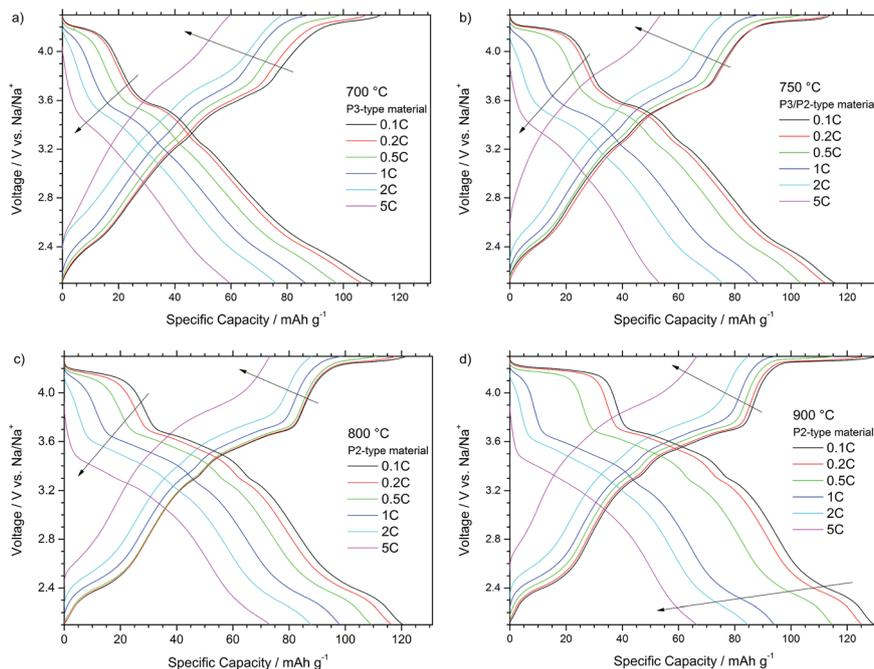 a)
4.0
3.6
3.2
2.8
2.4
Voltage / V vs. Na/Na⁺
0 20 40 60 80 100 120
Specific Capacity / mAh g⁻¹
700 °C
P3-type material
0.1C
0.2C
0.5C
1C
2C
5C
b)
4.0
3.6
3.2
2.8
2.4
Voltage / V vs. Na/Na⁺
0 20 40 60 80 100 120
Specific Capacity / mAh g⁻¹
750 °C
P3/P2-type material
0.1C
0.2C
0.5C
1C
2C
5C
c)
4.0
3.6
3.2
2.8
2.4
Voltage / V vs. Na/Na⁺
0 20 40 60 80 100 120
Specific Capacity / mAh g⁻¹
800 °C
P2-type material
0.1C
0.2C
0.5C
1C
2C
5C
d)
4.0
3.6
3.2
2.8
2.4
Voltage / V vs. Na/Na⁺
0 20 40 60 80 100 120
Specific Capacity / mAh g⁻¹
900 °C
P2-type material
0.1C
0.2C
0.5C
1C
2C
5C